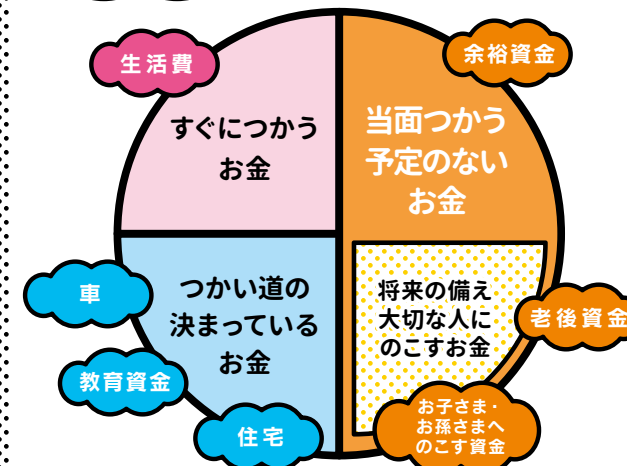 生活費
余裕資金
すぐにつかう
お金
当面つかう
予定のない
お金
車
つかい道の
決まっている
お金
将来の備え
大切な人に
のこすお金
老後資金
教育資金
住宅
お子さま・
お孫さまへ
のこす資金